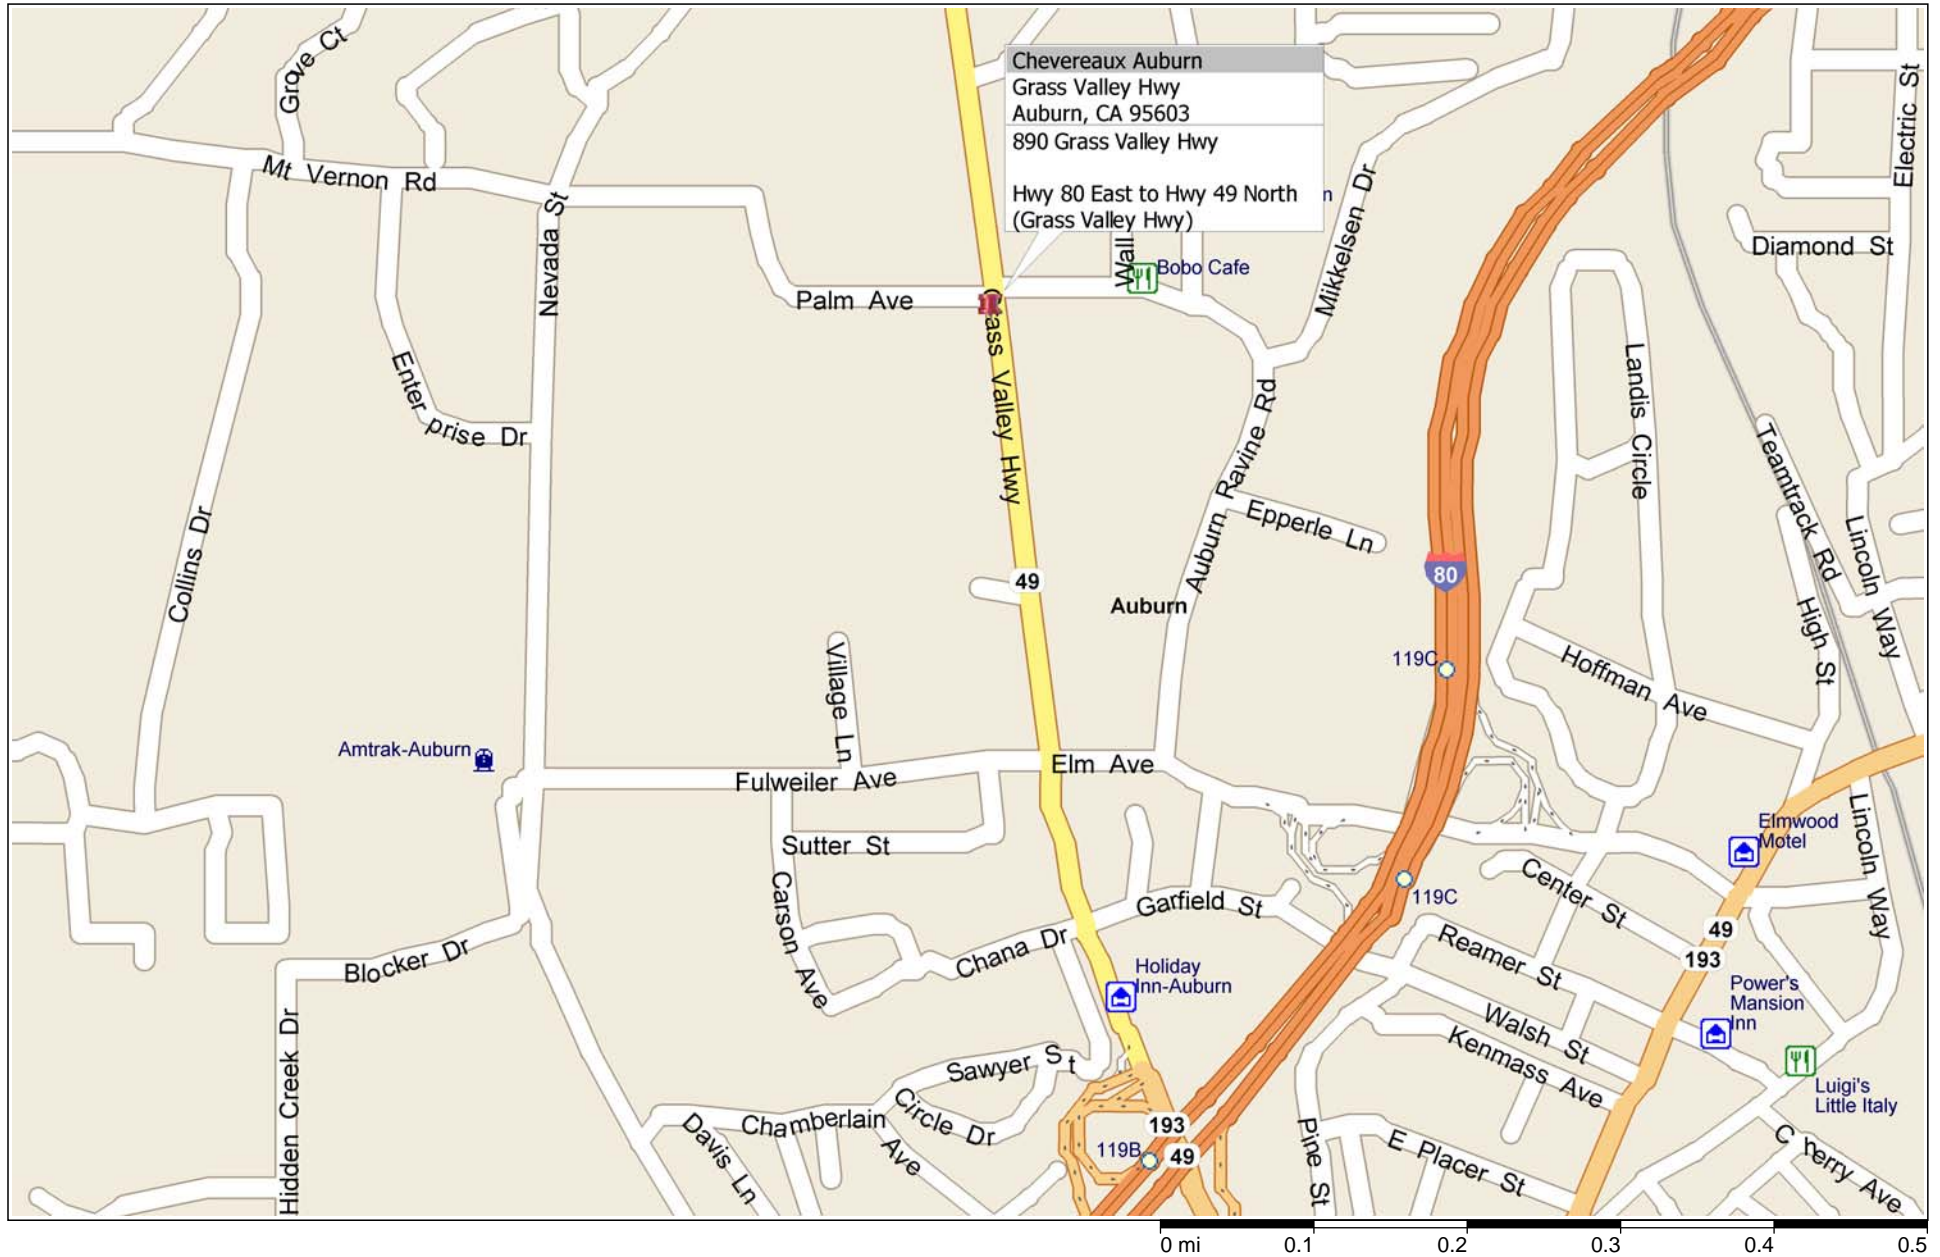 Chevereaux Auburn
Grass Valley Hwy
Auburn, CA 95603
890 Grass Valley Hwy
Hwy 80 East to Hwy 49 North
(Grass Valley Hwy)
Grove Ct
Mt Vernon Rd
Nevada St
Electric St
Diamond St
Mikkelsen Dr
Wall
Bobo Cafe
Palm Ave
Grass Valley Hwy
Enterprise Dr
Landis Circle
Auburn Ravine Rd
Teamtrack Rd
Epperle Ln
Collins Dr
Lincoln Way
80
49
Auburn
High St
119C
Hoffman Ave
Village Ln
Amtrak-Auburn
Fulweiler Ave
Elm Ave
Sutter St
Elmwood
Motel
Lincoln Way
Center St
119C
Carson Ave
Garfield St
49
193
Reamer St
Chana Dr
Blocker Dr
Holiday
Inn-Auburn
Power's
Mansion
Inn
Walsh St
Kenmass Ave
Hidden Creek Dr
Sawyer St
Circle Dr
Luigi's
Little Italy
Chamberlain Ave
Davis Ln
193
119B
49
Pine St
E Placer St
Cherry Ave
0 mi
0.1
0.2
0.3
0.4
0.5